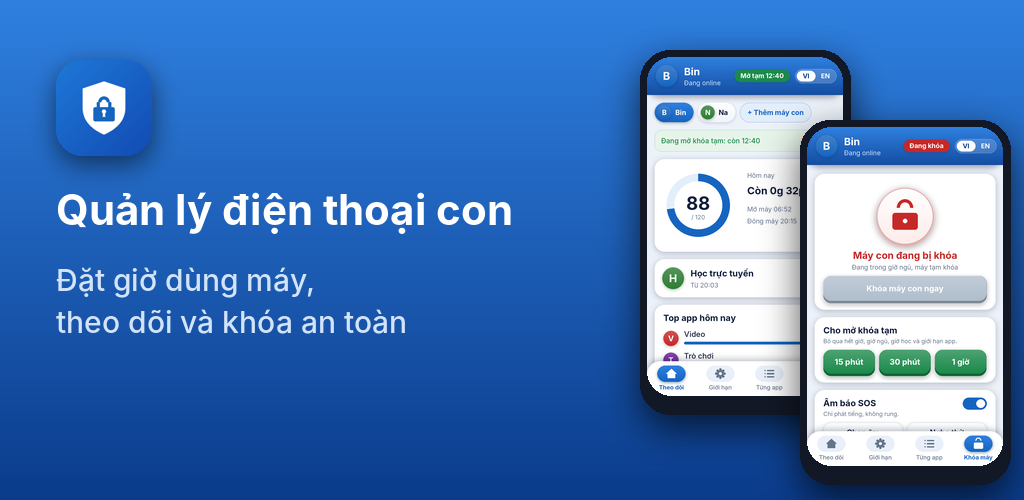 Quản lý điện thoại con
Đặt giờ dùng máy,
theo dõi và khóa an toàn
B
Bin
Đang online
Mở tạm 12:40
VI
EN
B
Bin
N
Na
+ Thêm máy con
Đang mở khóa tạm: còn 12:40
88
/ 120
Hôm nay
Còn 0g 32p
Mở máy 06:52
Đóng máy 20:15
H
Học trực tuyến
Từ 20:03
Top app hôm nay
V
Video
T
Trò chơi
Theo dõi
Giới hạn
Từng app
B
Bin
Đang online
Đang khóa
VI
EN
Máy con đang bị khóa
Đang trong giờ ngủ, máy tạm khóa
Khóa máy con ngay
Cho mở khóa tạm
Bỏ qua hết giờ, giờ ngủ, giờ học và giới hạn app.
15 phút
30 phút
1 giờ
Âm báo SOS
Chỉ phát tiếng, không rung.
Theo dõi
Giới hạn
Từng app
Khóa máy